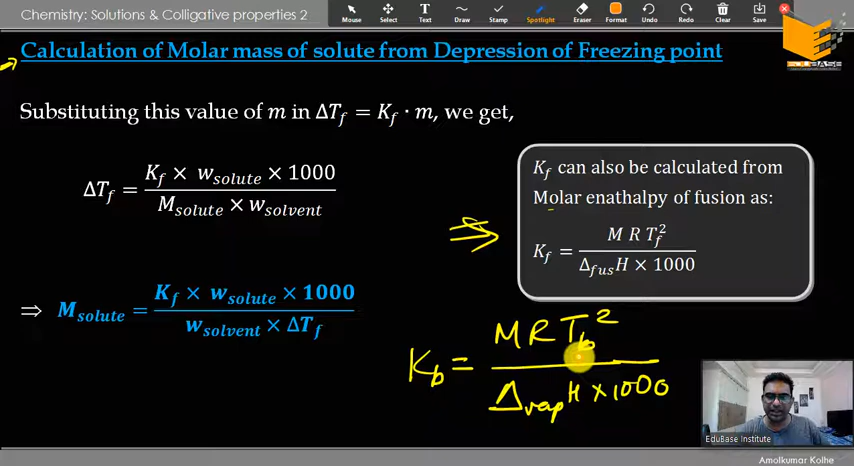 Chemistry: Solutions & Colligative properties 2
Mouse Select Text Draw Stamp Spotlight Eraser Format Undo Redo Clear Save
EDUBASE
Calculation of Molar mass of solute from Depression of Freezing point
Substituting this value of m in ΔT_f = K_f · m, we get,
ΔT_f = (K_f × w_solute × 1000) / (M_solute × w_solvent)
⇒ M_solute = (K_f × w_solute × 1000) / (w_solvent × ΔT_f)
K_f can also be calculated from
Molar enathalpy of fusion as:
K_f = (M R T_f^2) / (Δ_fus H × 1000)
K_b = (M R T_b^2) / (Δ_vap H × 1000)
EduBase Institute
Amolkumar Kolhe